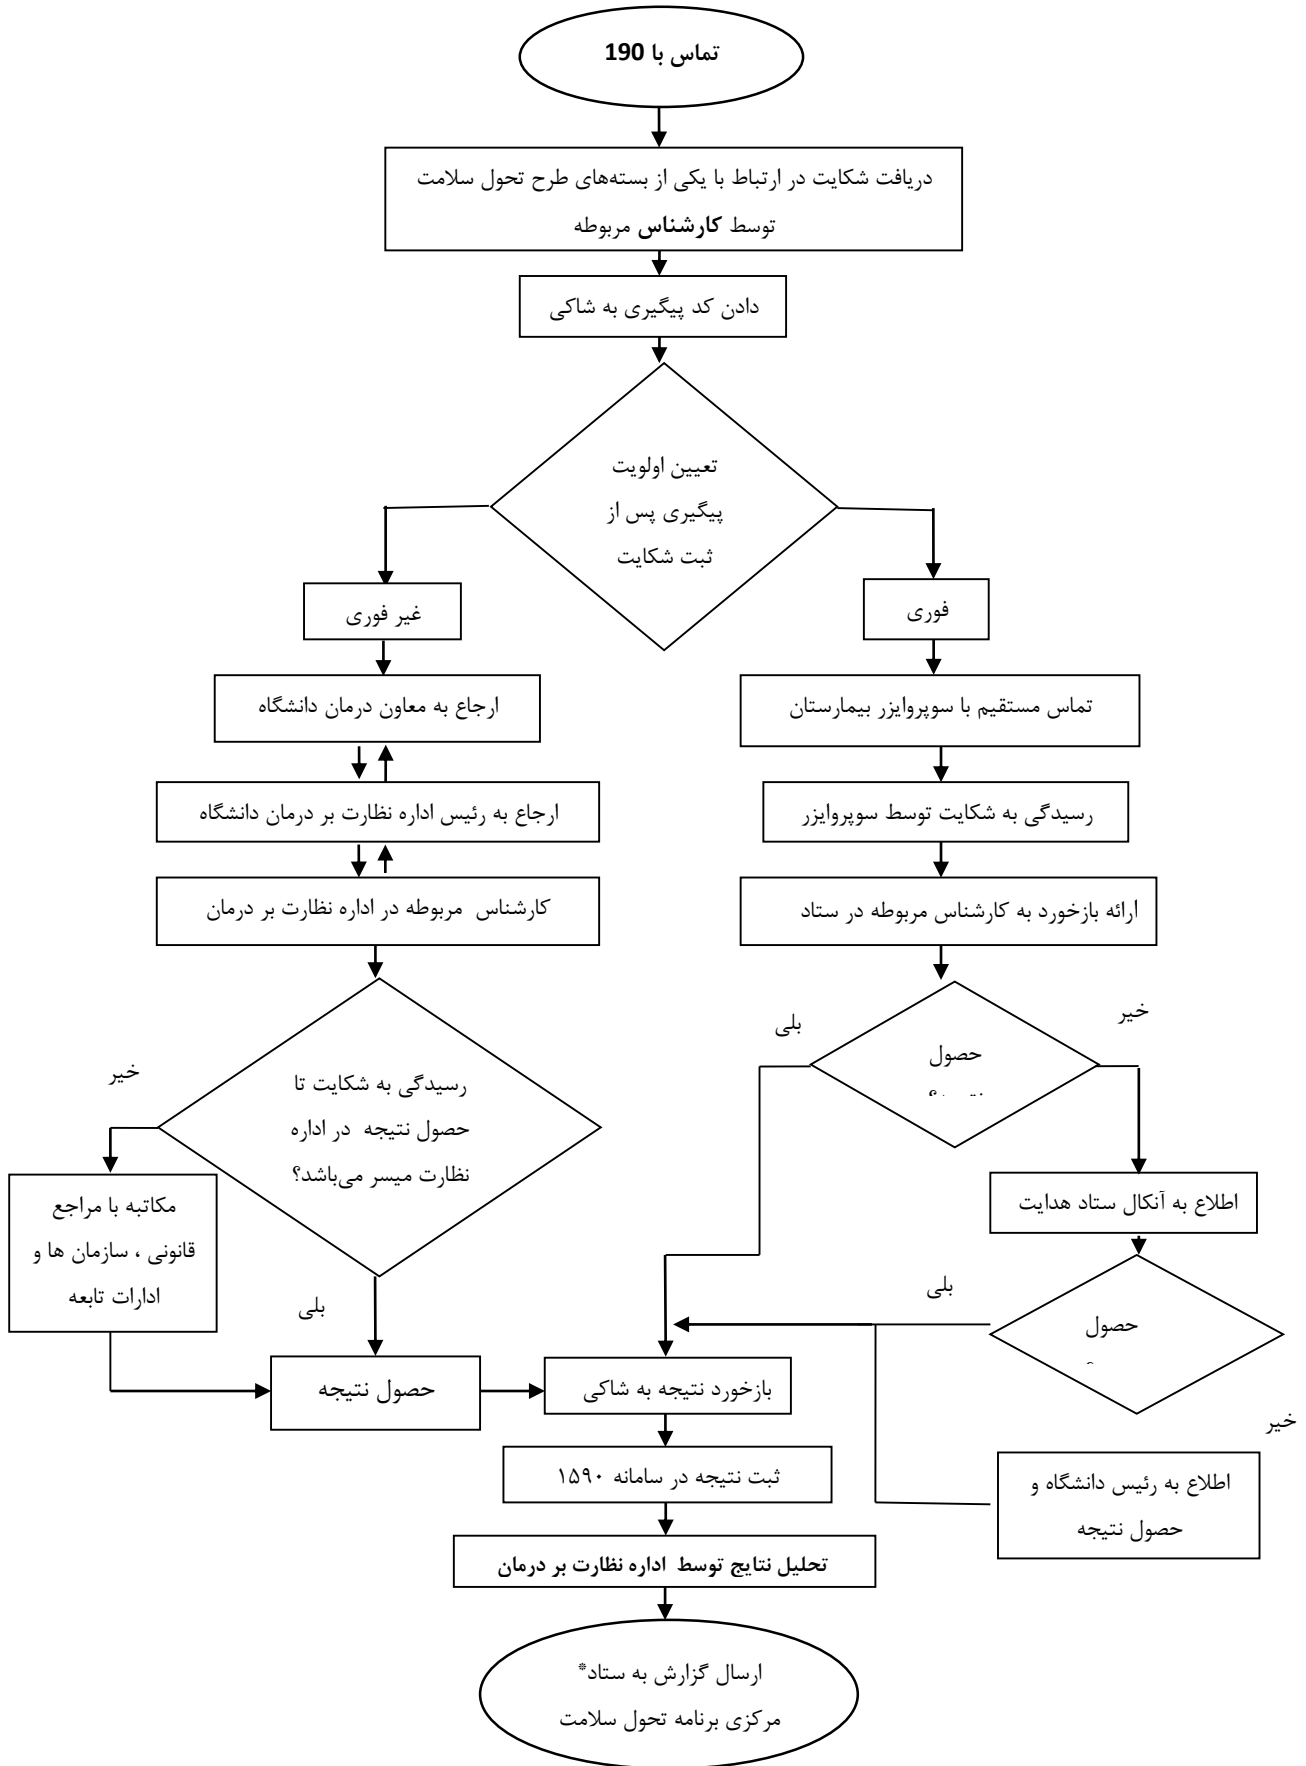 تماس با 190
دریافت شکایت در ارتباط با یکی از بسته‌های طرح تحول سلامت
توسط کارشناس مربوطه
دادن کد پیگیری به شاکی
تعیین اولویت
پیگیری پس از
ثبت شکایت
فوری
غیر فوری
تماس مستقیم با سوپروایزر بیمارستان
ارجاع به معاون درمان دانشگاه
رسیدگی به شکایت توسط سوپروایزر
ارجاع به رئیس اداره نظارت بر درمان دانشگاه
ارائه بازخورد به کارشناس مربوطه در ستاد
کارشناس مربوطه در اداره نظارت بر درمان
خیر
بلی
حصول
رسیدگی به شکایت تا
حصول نتیجه در اداره
نظارت میسر می‌باشد؟
خیر
اطلاع به آنکال ستاد هدایت
مکاتبه با مراجع
قانونی ، سازمان ها و
ادارات تابعه
بلی
بلی
حصول
خیر
حصول نتیجه
بازخورد نتیجه به شاکی
ثبت نتیجه در سامانه ۱۵۹۰
اطلاع به رئیس دانشگاه و
حصول نتیجه
تحلیل نتایج توسط اداره نظارت بر درمان
ارسال گزارش به ستاد*
مرکزی برنامه تحول سلامت